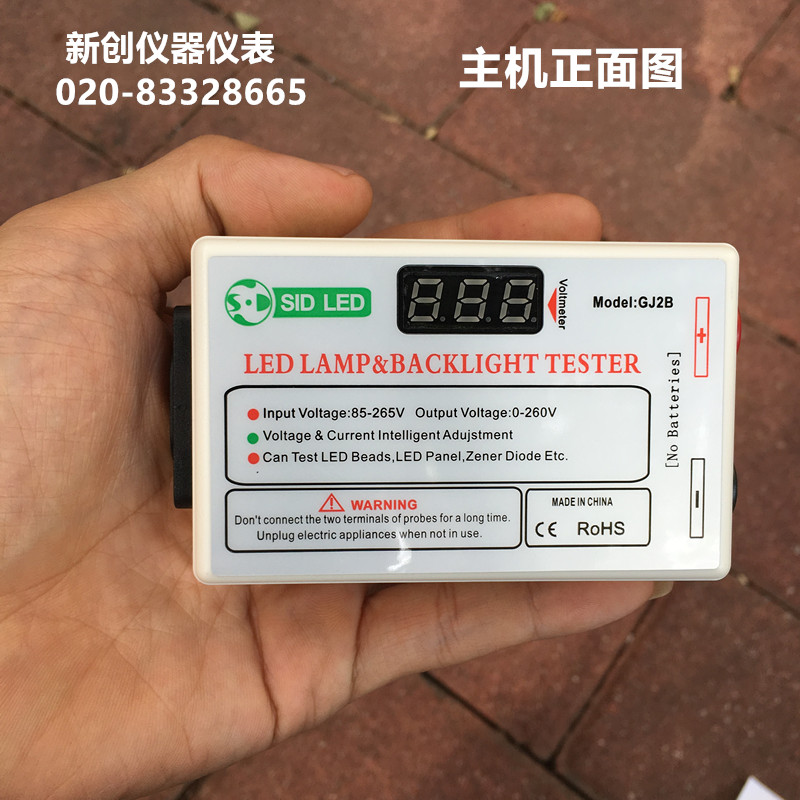 新创仪器仪表
020-83328665
主机正面图
SID LED
888
Voltmeter
Model:GJ2B
LED LAMP&BACKLIGHT TESTER
Input Voltage:85-265V Output Voltage:0-260V
Voltage & Current Intelligent Adujstment
Can Test LED Beads,LED Panel,Zener Diode Etc.
+
[No Batteries]
-
WARNING
Don't connect the two terminals of probes for a long time.
Unplug electric appliances when not in use.
MADE IN CHINA
CE RoHS